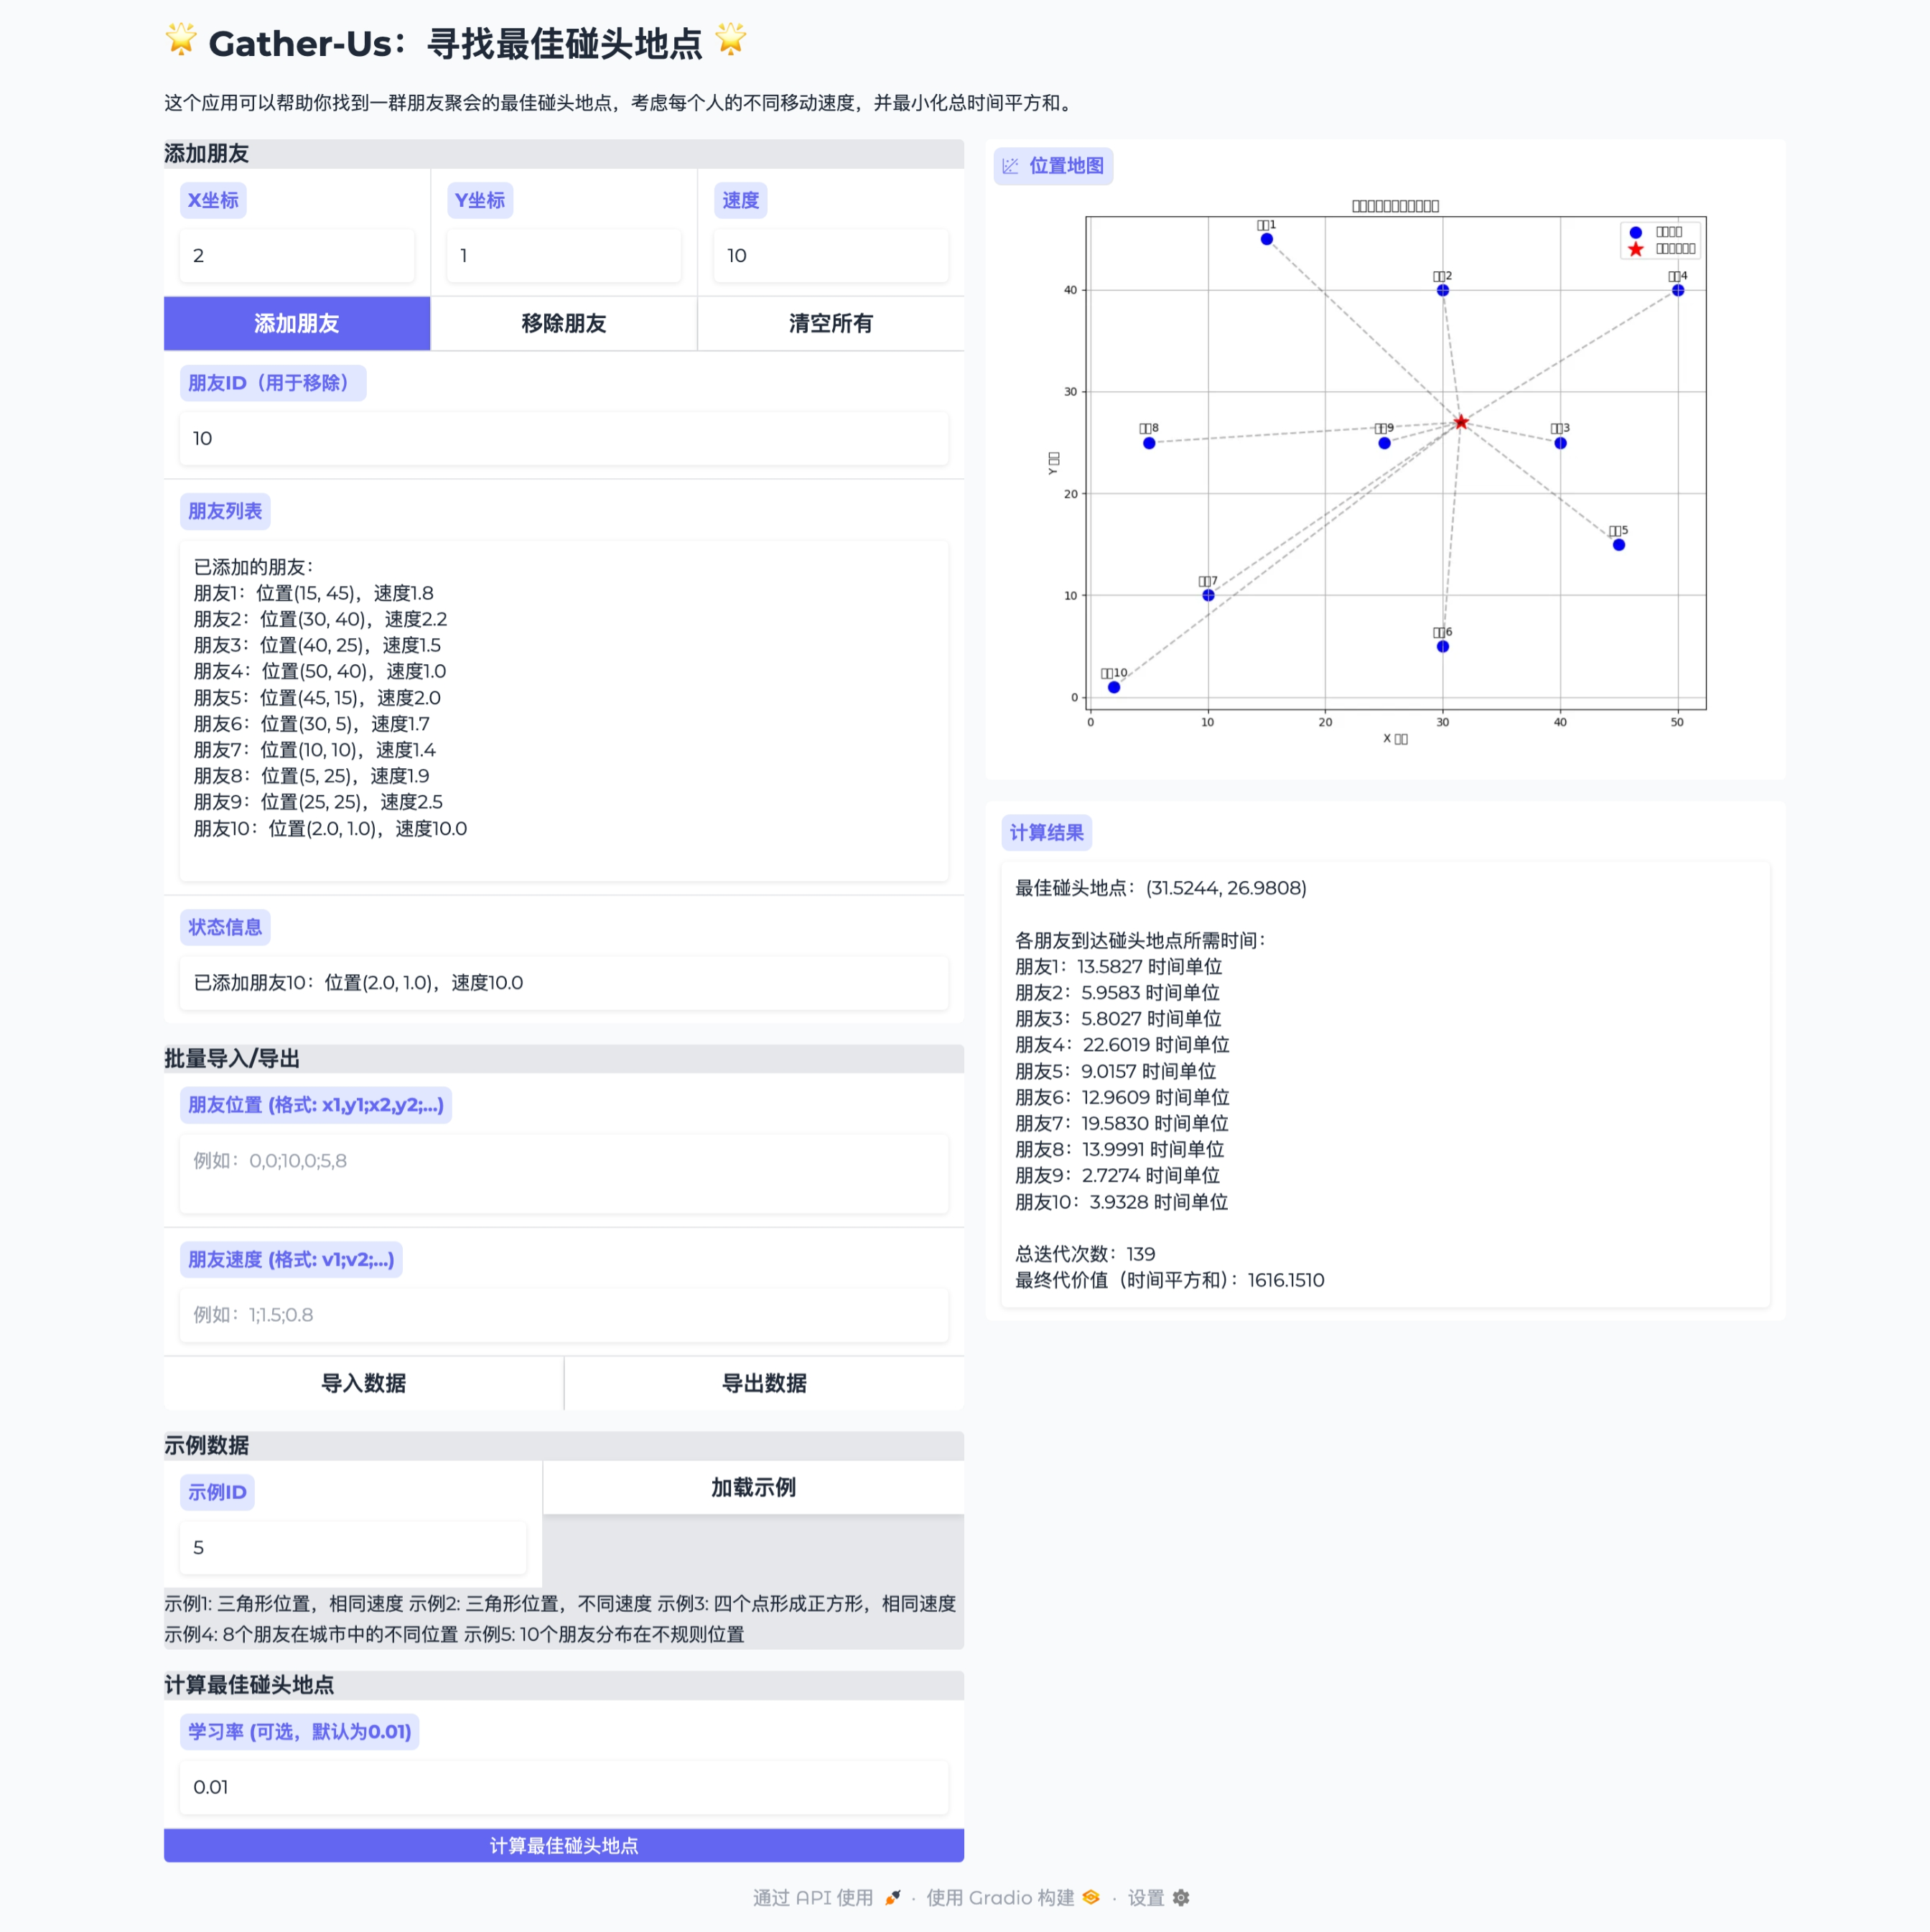 🌟 Gather-Us：寻找最佳碰头地点 🌟
这个应用可以帮助你找到一群朋友聚会的最佳碰头地点，考虑每个人的不同移动速度，并最小化总时间平方和。
添加朋友
X坐标
Y坐标
速度
2
1
10
添加朋友
移除朋友
清空所有
朋友ID（用于移除）
10
朋友列表
已添加的朋友：
朋友1：位置(15, 45)，速度1.8
朋友2：位置(30, 40)，速度2.2
朋友3：位置(40, 25)，速度1.5
朋友4：位置(50, 40)，速度1.0
朋友5：位置(45, 15)，速度2.0
朋友6：位置(30, 5)，速度1.7
朋友7：位置(10, 10)，速度1.4
朋友8：位置(5, 25)，速度1.9
朋友9：位置(25, 25)，速度2.5
朋友10：位置(2.0, 1.0)，速度10.0
状态信息
已添加朋友10：位置(2.0, 1.0)，速度10.0
批量导入/导出
朋友位置 (格式: x1,y1;x2,y2;...)
例如：0,0;10,0;5,8
朋友速度 (格式: v1;v2;...)
例如：1;1.5;0.8
导入数据
导出数据
示例数据
示例ID
加载示例
5
示例1: 三角形位置，相同速度 示例2: 三角形位置，不同速度 示例3: 四个点形成正方形，相同速度
示例4: 8个朋友在城市中的不同位置 示例5: 10个朋友分布在不规则位置
计算最佳碰头地点
学习率 (可选，默认为0.01)
0.01
计算最佳碰头地点
位置地图
□□□□□□□□□□□
□□□□
□□□□□□
□□1
□□2
□□4
□□8
□□9
□□3
□□5
□□7
□□6
□□10
Y □□
40
30
20
10
0
0
10
20
30
40
50
X □□
计算结果
最佳碰头地点：(31.5244, 26.9808)
各朋友到达碰头地点所需时间：
朋友1：13.5827 时间单位
朋友2：5.9583 时间单位
朋友3：5.8027 时间单位
朋友4：22.6019 时间单位
朋友5：9.0157 时间单位
朋友6：12.9609 时间单位
朋友7：19.5830 时间单位
朋友8：13.9991 时间单位
朋友9：2.7274 时间单位
朋友10：3.9328 时间单位
总迭代次数：139
最终代价值（时间平方和）：1616.1510
通过 API 使用 🚀 · 使用 Gradio 构建 · 设置 ⚙️